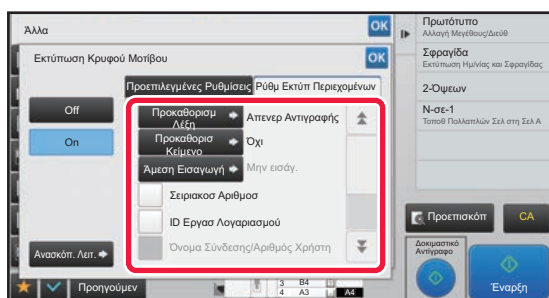 Άλλα
OK
Εκτύπωση Κρυφού Μοτίβου
OK
Προεπιλεγμένες Ρυθμίσεις
Ρύθμ Εκτύπ Περιεχομένων
Off
On
Προκαθορισμ
Λέξη
Απενερ Αντιγραφής
Προκαθορισ
Κείμενο
Όχι
Άμεση Εισαγωγή
Μην εισάγ.
Σειριακοσ Αριθμοσ
ID Εργασ Λογαριασμού
Όνομα Σύνδεσης/Αριθμός Χρήστη
Ανασκόπ. Λειτ.
Προηγούμεν
3 B4
4 A3
A4
Πρωτότυπο
Αλλαγή Μεγέθους/Διεύθ
Σφραγίδα
Εκτύπωση Ημ/νίας και Σφραγίδας
2-Όψεων
N-σε-1
Τοποθ Πολλαπλών Σελ στη Σελ Α
Προεπισκόπ
CA
Δοκιμαστικό
Αντίγραφο
Έναρξη